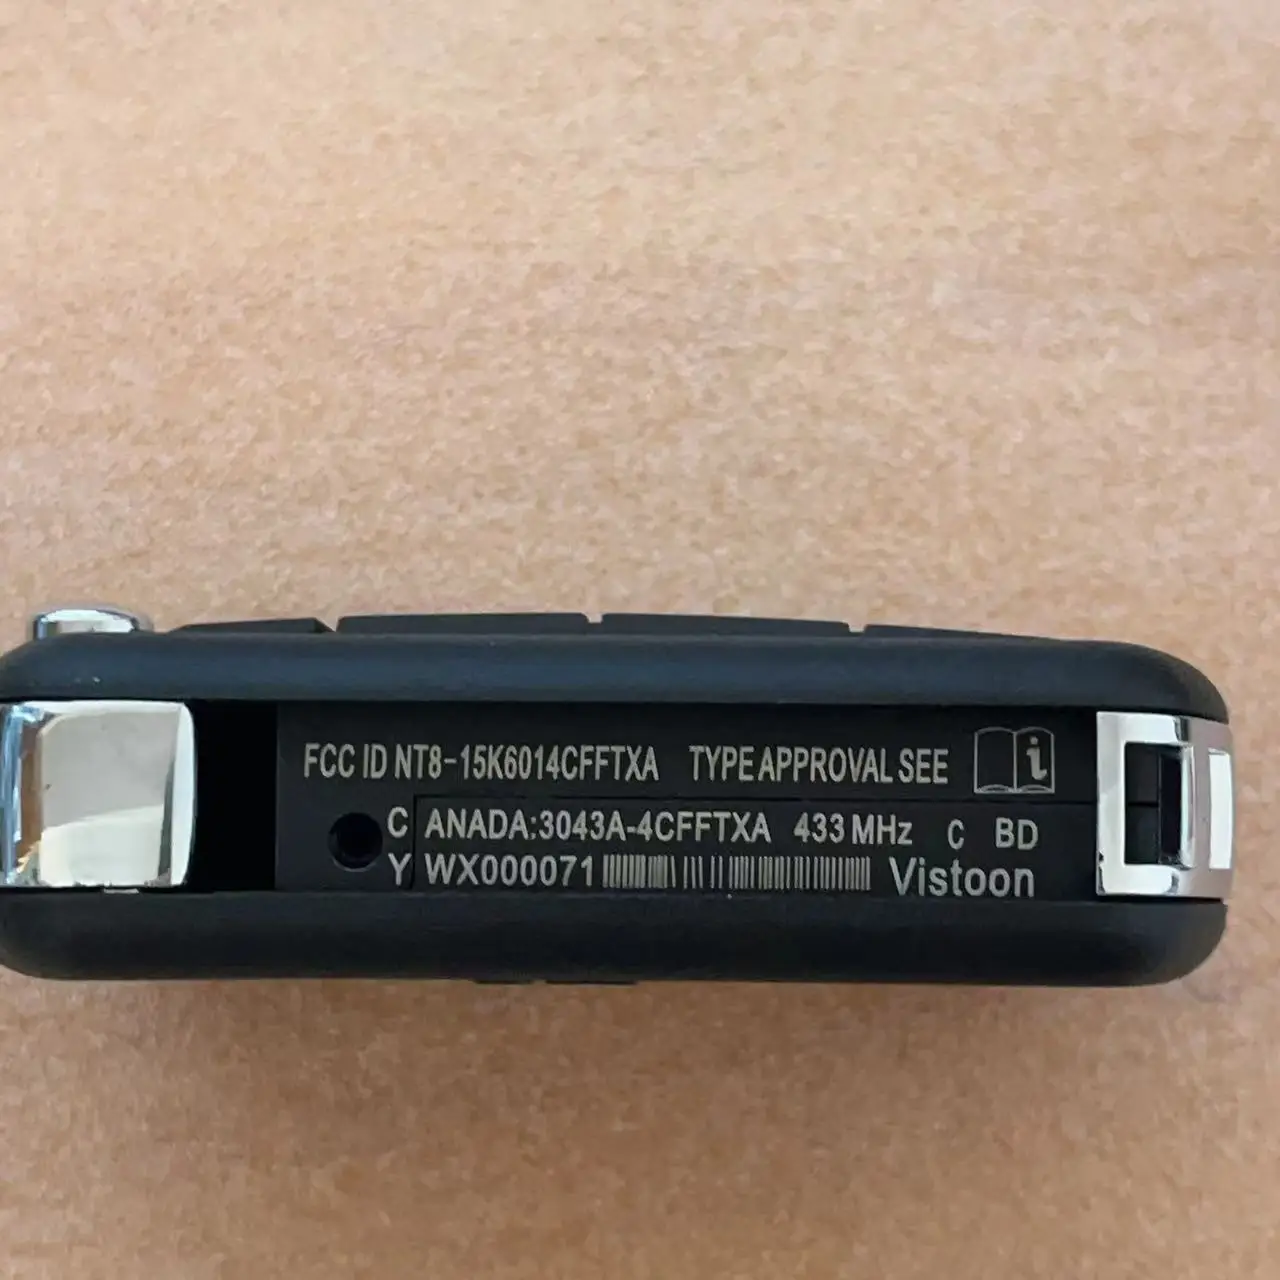 FCC ID NT8-15K6014CFFTXA TYPE APPROVAL SEE i
C ANADA:3043A-4CFFTXA 433 MHz C BD
Y WX000071 Vistoon